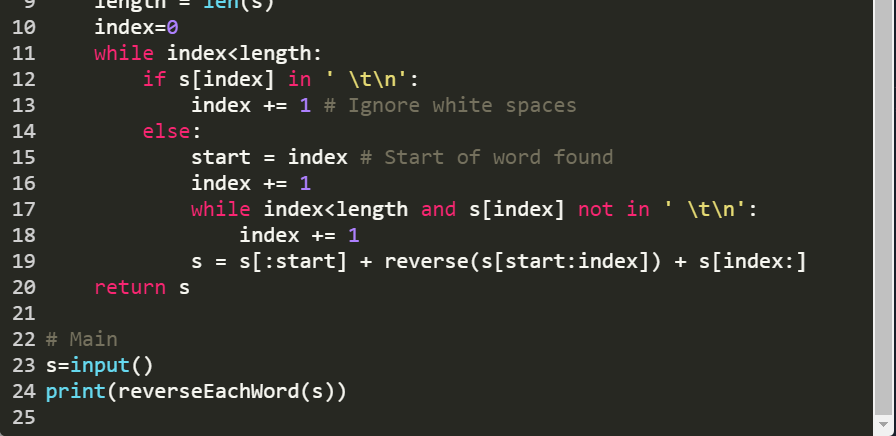 9     length = len(s)
10     index=0
11     while index<length:
12         if s[index] in ' \t\n':
13             index += 1 # Ignore white spaces
14         else:
15             start = index # Start of word found
16             index += 1
17             while index<length and s[index] not in ' \t\n':
18                 index += 1
19             s = s[:start] + reverse(s[start:index]) + s[index:]
20     return s
21
22 # Main
23 s=input()
24 print(reverseEachWord(s))
25